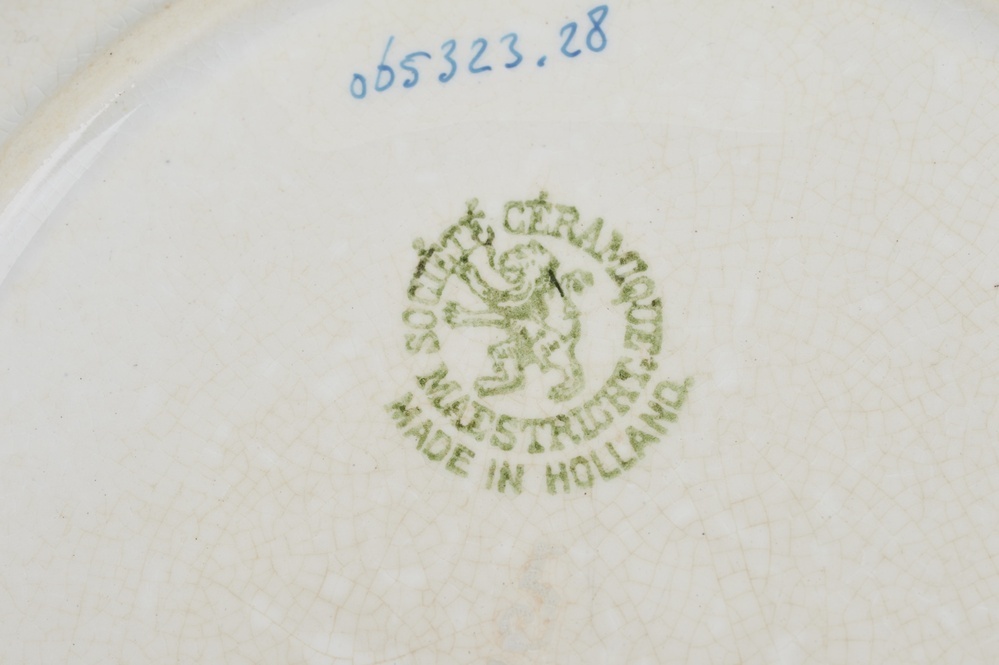 065323.28
SOCIÉTÉ CÉRAMIQUE
MAESTRICHT.
MADE IN HOLLAND.